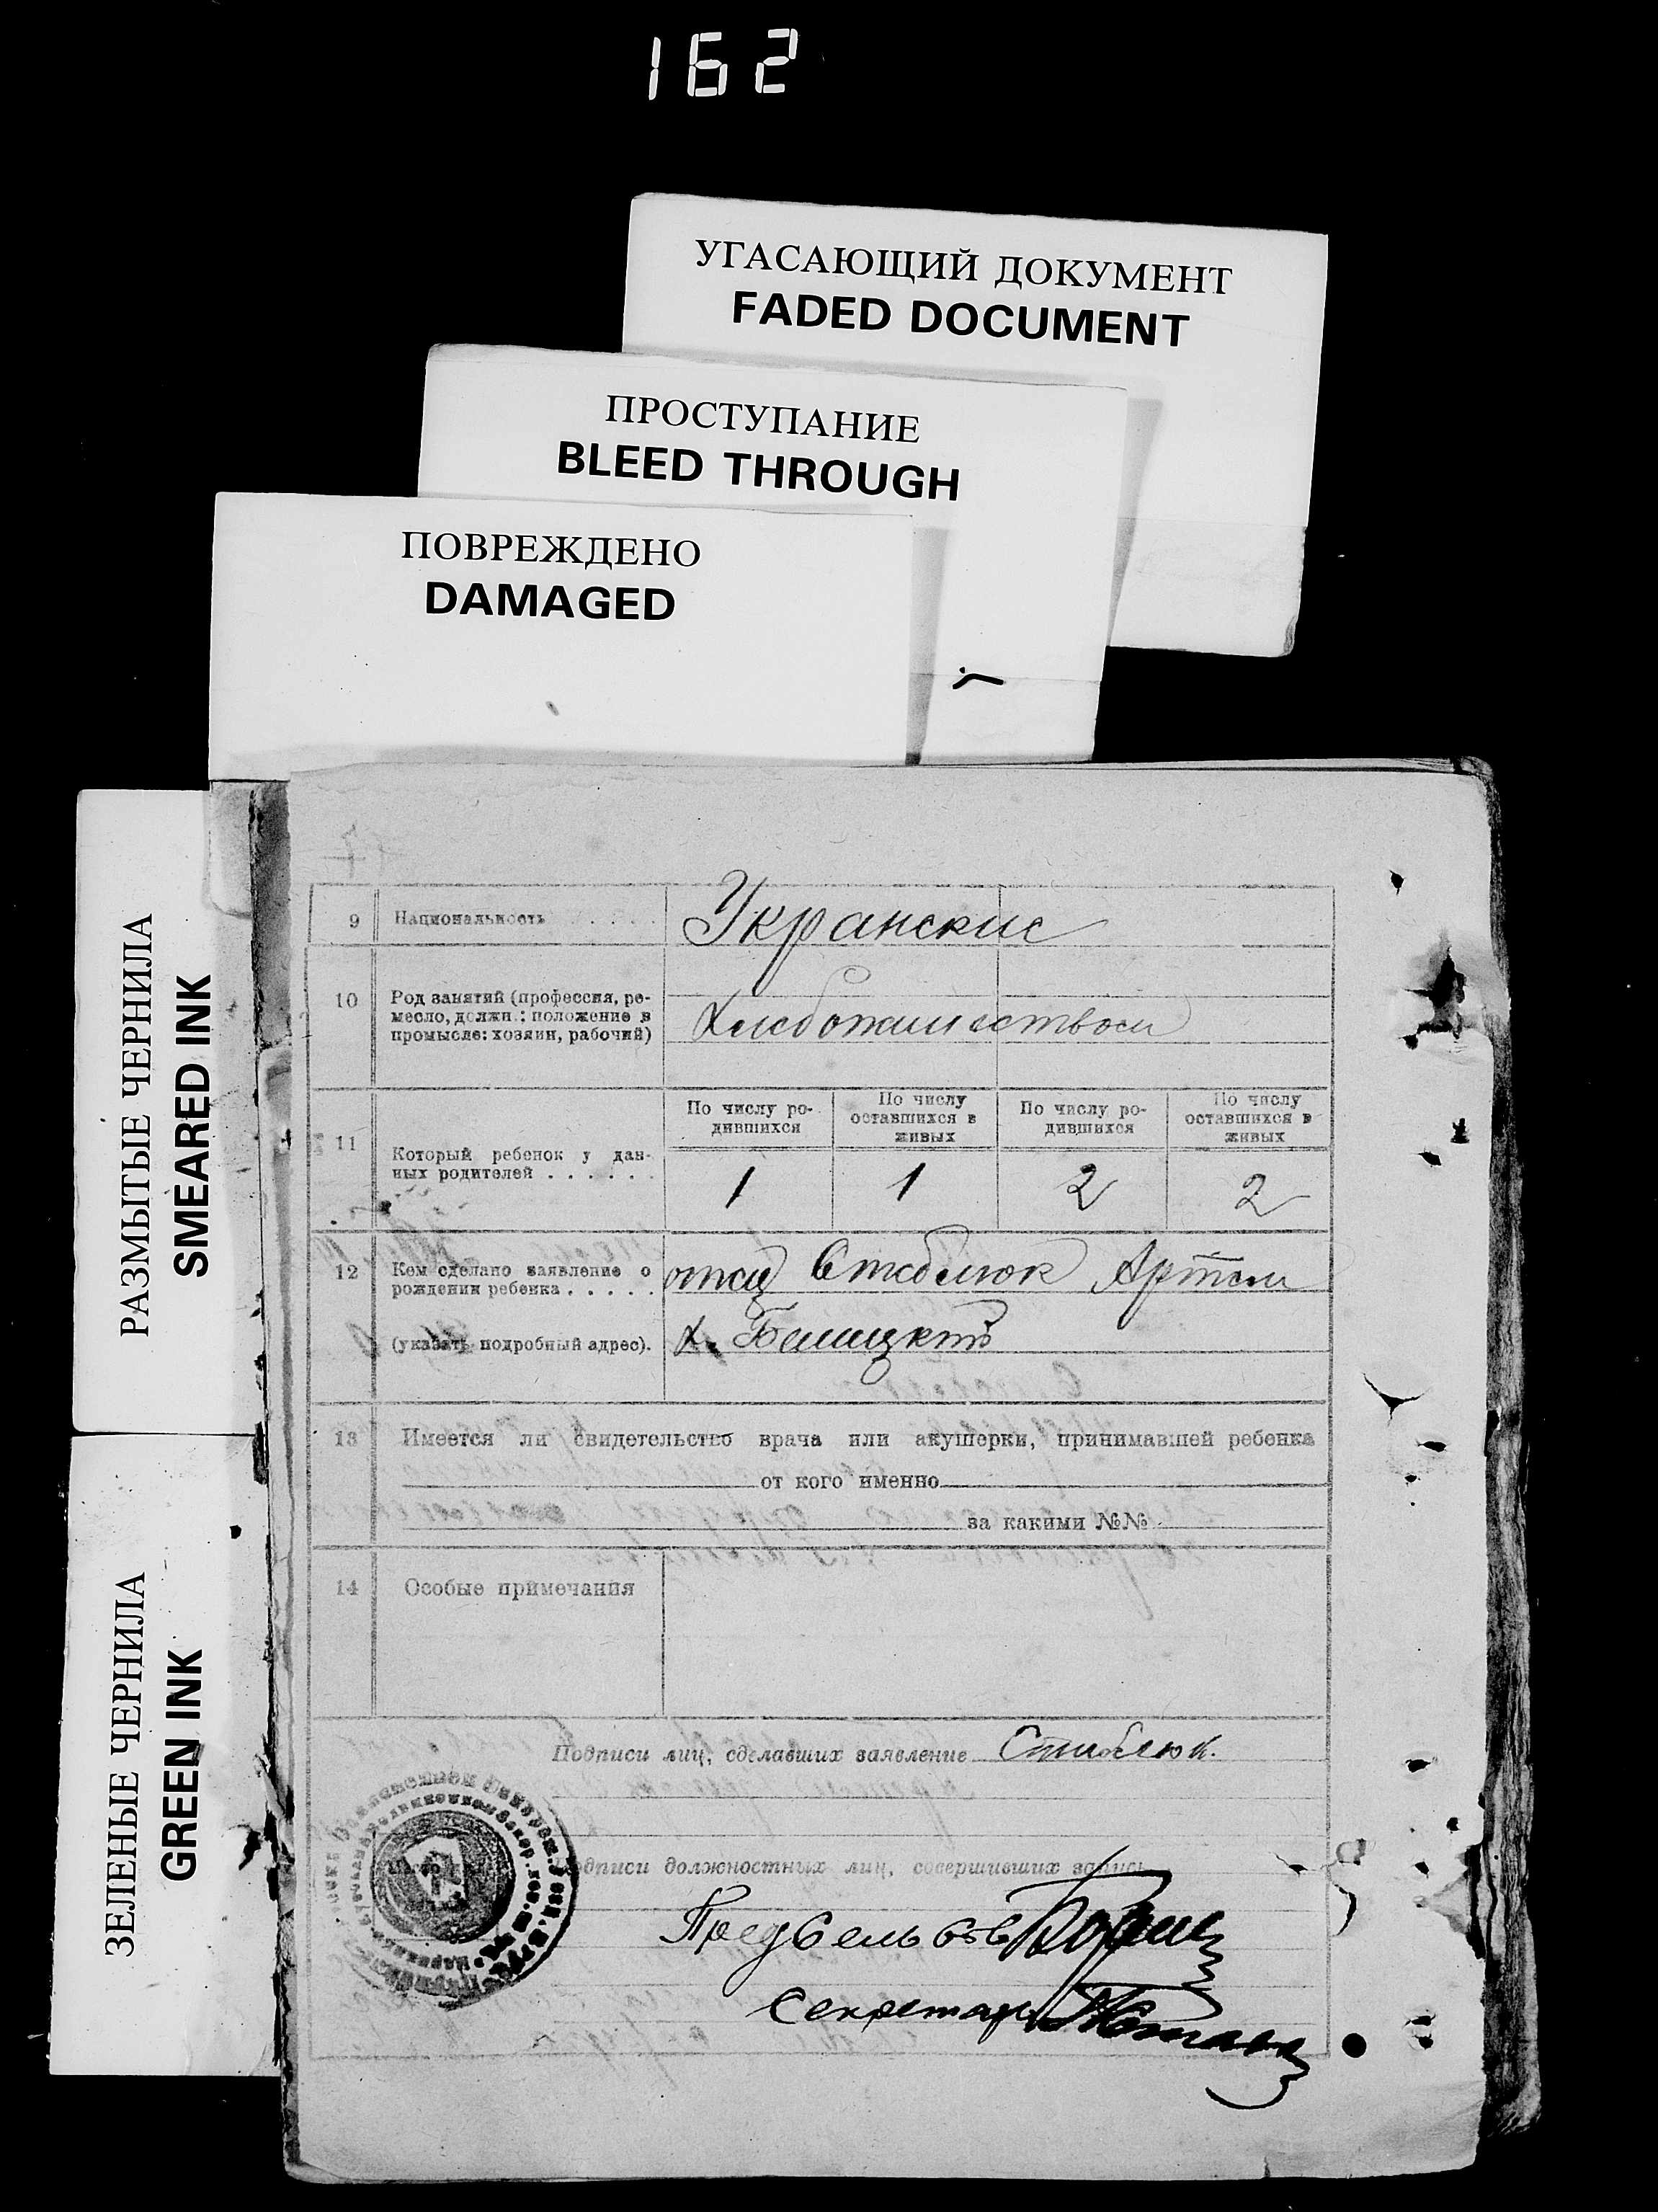 162
УГАСАЮЩИЙ ДОКУМЕНТ
FADED DOCUMENT
ПРОСТУПАНИЕ
BLEED THROUGH
ПОВРЕЖДЕНО
DAMAGED
РАЗМЫТЫЕ ЧЕРНИЛА
SMEARED INK
ЗЕЛЕНЫЕ ЧЕРНИЛА
GREEN INK
9 Национальность . . . . Укранские
10 Род занятий (профессия, ре-
месло, должн.: положение в
промысле: хозяин, рабочий)
11 Который ребенок у дан-
ных родителей . . . . . .
По числу ро-
дившихся
По числу
оставшихся в
живых
По числу ро-
дившихся
По числу
оставшихся в
живых
1 1 2 2
12 Кем сделано заявление о
рождении ребенка . . . . .
(указать подробный адрес).
отец Артем
х.
13 Имеется ли свидетельство врача или акушерки, принимавшей ребенка
от кого именно
за какими №№
14 Особые примечания
Подписи лиц, сделавших заявление
Подписи должностных лиц, совершивших запись
Предсельсов
Секретарь